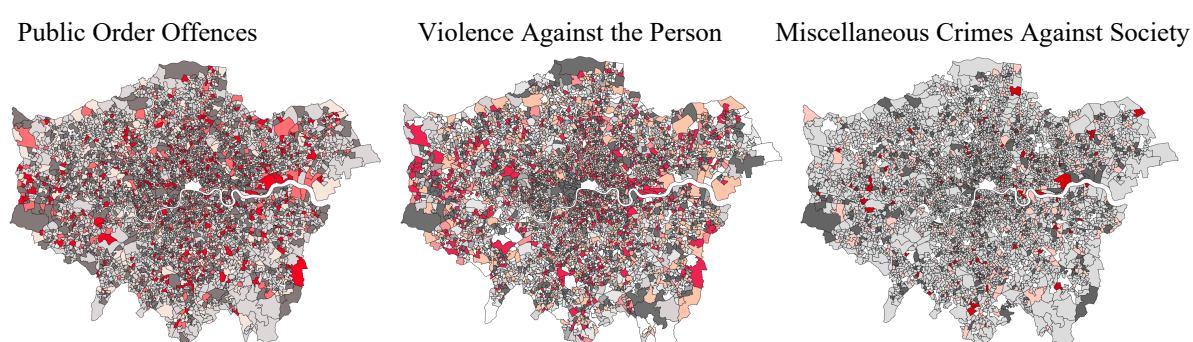 Public Order Offences
Violence Against the Person
Miscellaneous Crimes Against Society